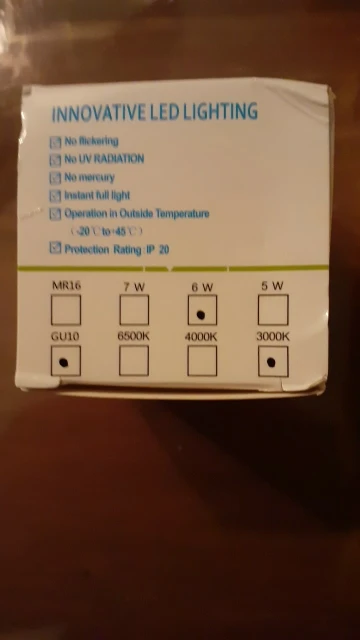 INNOVATIVE LED LIGHTING
No flickering
No UV RADIATION
No mercury
Instant full light
Operation in Outside Temperature
(-20℃to+45℃)
Protection Rating:IP 20
MR16 7 W 6 W 5 W
GU10 6500K 4000K 3000K